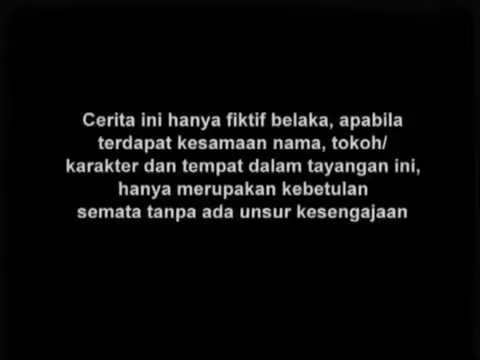 Cerita ini hanya fiktif belaka, apabila
terdapat kesamaan nama, tokoh/
karakter dan tempat dalam tayangan ini,
hanya merupakan kebetulan
semata tanpa ada unsur kesengajaan